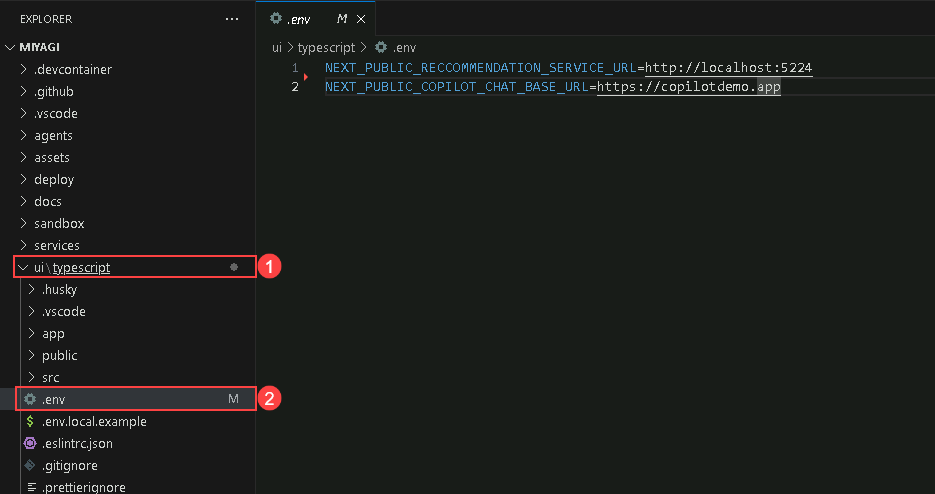 EXPLORER
MIYAGI
.devcontainer
.github
.vscode
agents
assets
deploy
docs
sandbox
services
ui\typescript
1
.husky
.vscode
app
public
src
.env M
2
.env.local.example
$
.eslintrc.json
.gitignore
.prettierignore
.env M
ui > typescript > .env
1 NEXT_PUBLIC_RECCOMMENDATION_SERVICE_URL=http://localhost:5224
2 NEXT_PUBLIC_COPILOT_CHAT_BASE_URL=https://copilotdemo.app